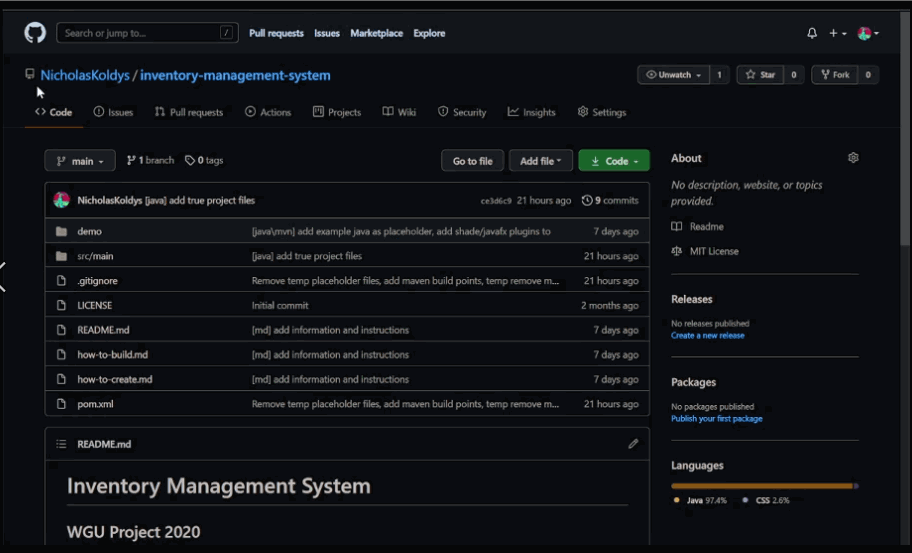 Search or jump to... / Pull requests Issues Marketplace Explore
NicholasKoldys / inventory-management-system Unwatch 1 Star 0 Fork 0
Code Issues Pull requests Actions Projects Wiki Security Insights Settings
main 1 branch 0 tags Go to file Add file Code
NicholasKoldys [java] add true project files ce3d6c9 21 hours ago 9 commits
demo [java\mvn] add example java as placeholder, add shade/javafx plugins to 7 days ago
src/main [java] add true project files 21 hours ago
.gitignore Remove temp placeholder files, add maven build points, temp remove m... 21 hours ago
LICENSE Initial commit 2 months ago
README.md [md] add information and instructions 7 days ago
how-to-build.md [md] add information and instructions 7 days ago
how-to-create.md [md] add information and instructions 7 days ago
pom.xml Remove temp placeholder files, add maven build points, temp remove m... 21 hours ago
README.md
Inventory Management System
WGU Project 2020
About
No description, website, or topics
provided.
Readme
MIT License
Releases
No releases published
Create a new release
Packages
No packages published
Publish your first package
Languages
Java 97.4% CSS 2.6%